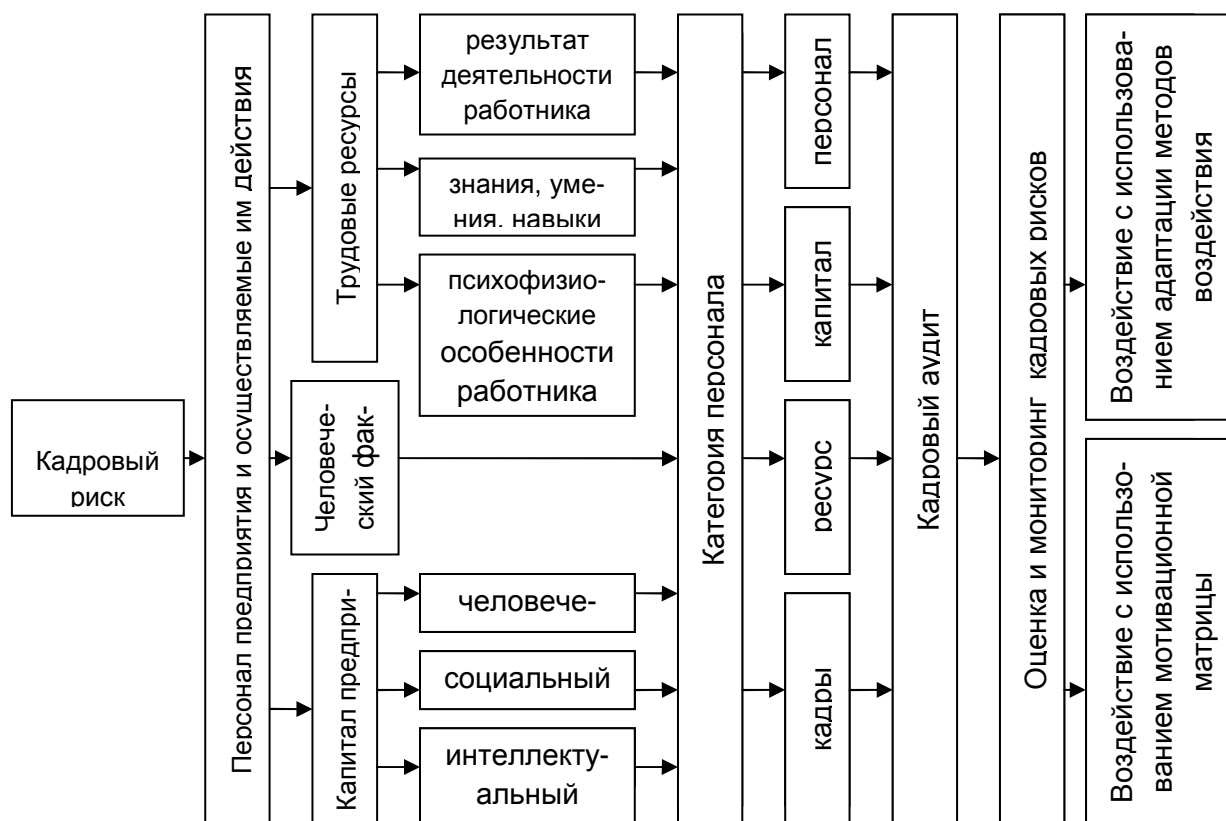 Кадровый
риск
Персонал предприятия и осуществляемые им действия
Трудовые ресурсы
Человече-
ский фак-
Капитал предпри-
результат
деятельности
работника
знания, уме-
ния, навыки
психофизио-
логические
особенности
работника
человече-
социальный
интеллекту-
альный
Категория персонала
персонал
капитал
ресурс
кадры
Кадровый аудит
Оценка и мониторинг кадровых рисков
Воздействие с использова-
нием адаптации методов
воздействия
Воздействие с использо-
ванием мотивационной
матрицы